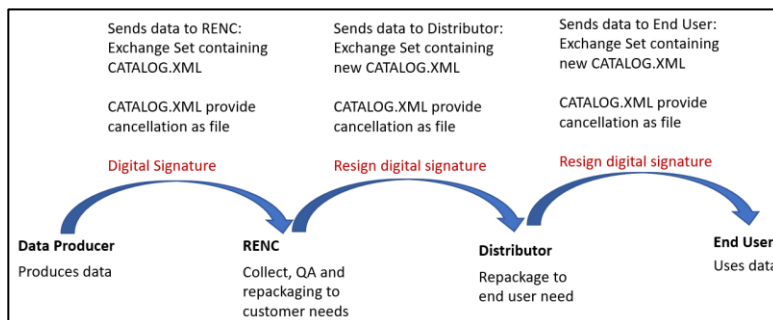 Sends data to RENC:
Exchange Set containing
CATALOG.XML
CATALOG.XML provide
cancellation as file
Digital Signature
Sends data to Distributor:
Exchange Set containing
new CATALOG.XML
CATALOG.XML provide
cancellation as file
Resign digital signature
Sends data to End User:
Exchange Set containing
new CATALOG.XML
CATALOG.XML provide
cancellation as file
Resign digital signature
Data Producer
Produces data
RENC
Collect, QA and
repackaging to
customer needs
Distributor
Repackage to
end user need
End User
Uses data